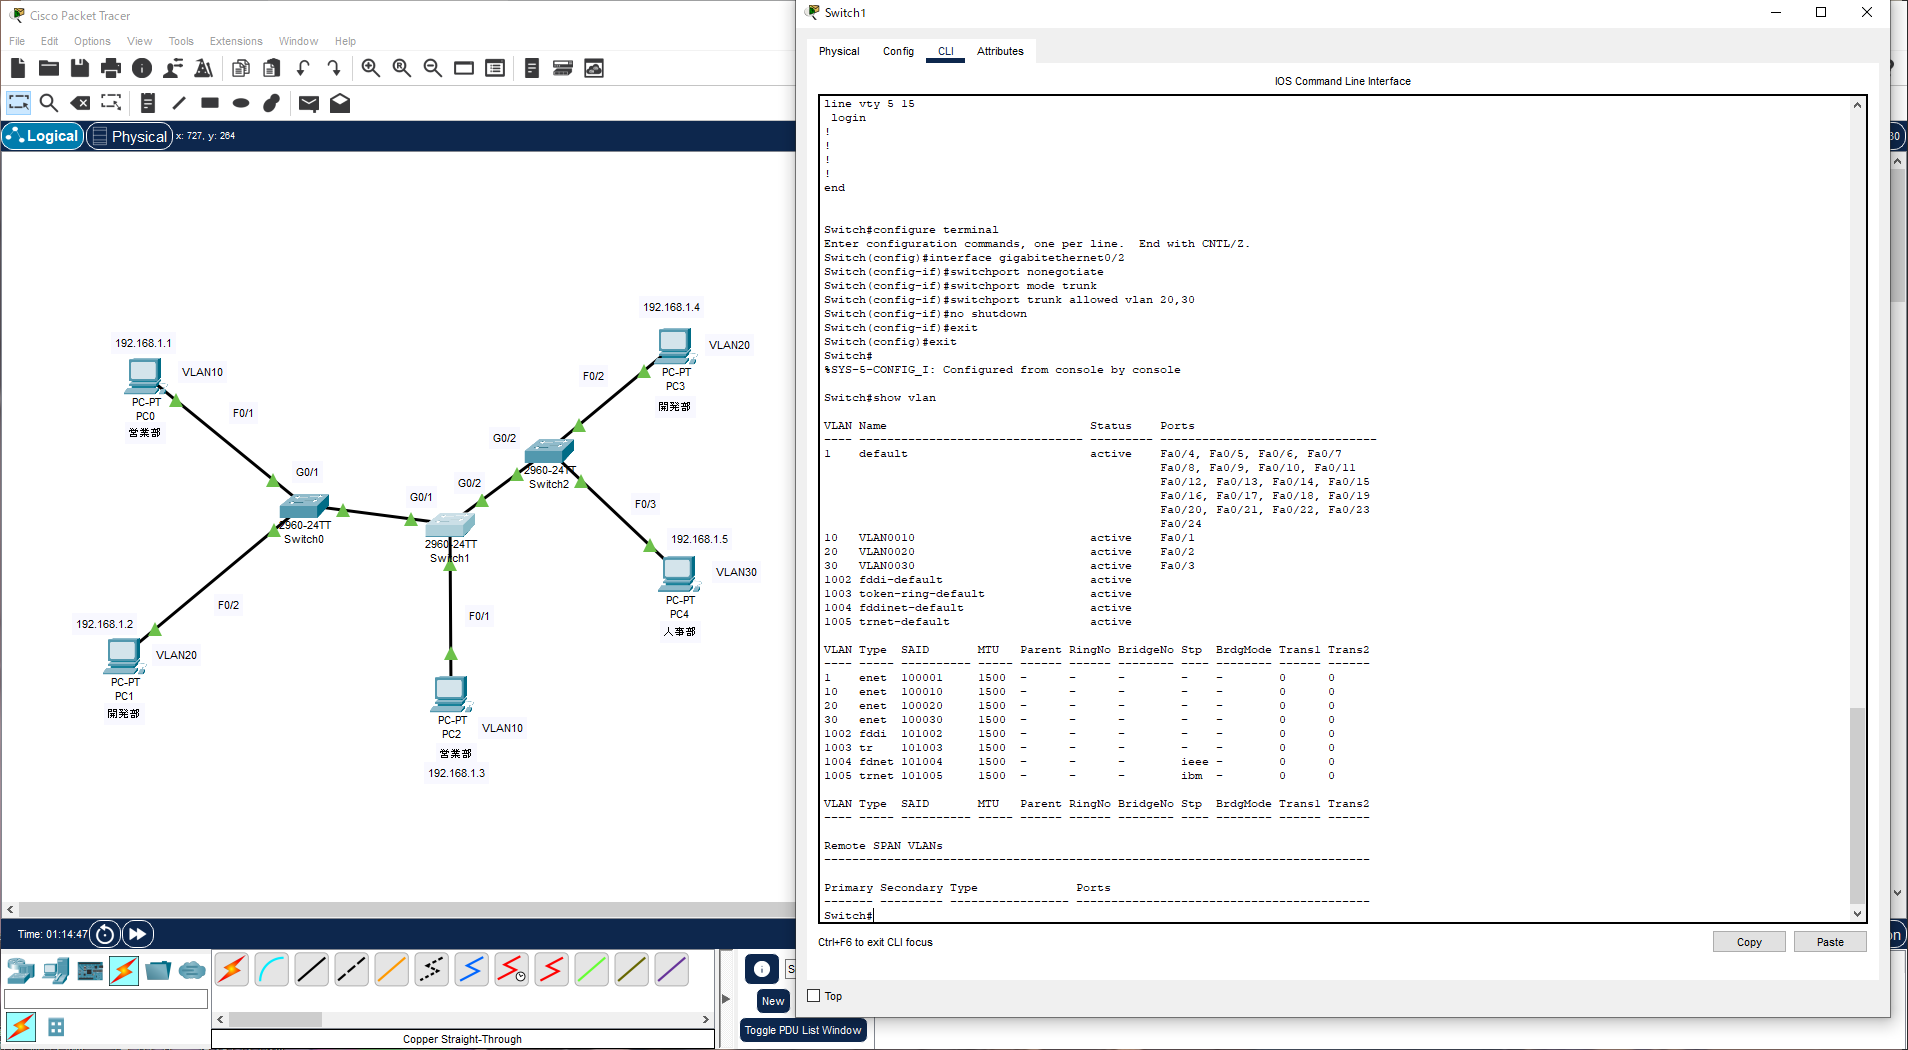 Cisco Packet Tracer
File Edit Options View Tools Extensions Window Help
Logical
Physical
x: 727, y: 264
192.168.1.1
VLAN10
PC-PT
PC0
営業部
F0/1
G0/1
2960-24TT
Switch0
192.168.1.2
VLAN20
PC-PT
PC1
開発部
F0/2
G0/1
G0/2
2960-24TT
Switch1
F0/1
PC-PT
PC2
VLAN10
営業部
192.168.1.3
G0/2
2960-24TT
Switch2
F0/2
192.168.1.4
VLAN20
PC-PT
PC3
開発部
F0/3
192.168.1.5
VLAN30
PC-PT
PC4
人事部
Time: 01:14:47
Copper Straight-Through
New
Toggle PDU List Window
Switch1
Physical Config CLI Attributes
IOS Command Line Interface
line vty 5 15
login
!
!
!
!
end
Switch#configure terminal
Enter configuration commands, one per line. End with CNTL/Z.
Switch(config)#interface gigabitethernet0/2
Switch(config-if)#switchport nonegotiate
Switch(config-if)#switchport mode trunk
Switch(config-if)#switchport trunk allowed vlan 20,30
Switch(config-if)#no shutdown
Switch(config-if)#exit
Switch(config)#exit
Switch#
%SYS-5-CONFIG_I: Configured from console by console
Switch#show vlan
VLAN Name Status Ports
---- -------------------------------- --------- -------------------------------
1 default active Fa0/4, Fa0/5, Fa0/6, Fa0/7
Fa0/8, Fa0/9, Fa0/10, Fa0/11
Fa0/12, Fa0/13, Fa0/14, Fa0/15
Fa0/16, Fa0/17, Fa0/18, Fa0/19
Fa0/20, Fa0/21, Fa0/22, Fa0/23
Fa0/24
10 VLAN0010 active Fa0/1
20 VLAN0020 active Fa0/2
30 VLAN0030 active Fa0/3
1002 fddi-default active
1003 token-ring-default active
1004 fddinet-default active
1005 trnet-default active
VLAN Type SAID MTU Parent RingNo BridgeNo Stp BrdgMode Trans1 Trans2
---- ----- ---------- ----- ------ ------ -------- ---- -------- ------ ------
1 enet 100001 1500 - - - - - 0 0
10 enet 100010 1500 - - - - - 0 0
20 enet 100020 1500 - - - - - 0 0
30 enet 100030 1500 - - - - - 0 0
1002 fddi 101002 1500 - - - - - 0 0
1003 tr 101003 1500 - - - - - 0 0
1004 fdnet 101004 1500 - - - ieee - 0 0
1005 trnet 101005 1500 - - - ibm - 0 0
VLAN Type SAID MTU Parent RingNo BridgeNo Stp BrdgMode Trans1 Trans2
---- ----- ---------- ----- ------ ------ -------- ---- -------- ------ ------
Remote SPAN VLANs
------------------------------------------------------------------------------
Primary Secondary Type Ports
------- --------- ----------------- ------------------------------------------
Switch#
Ctrl+F6 to exit CLI focus
Copy
Paste
Top